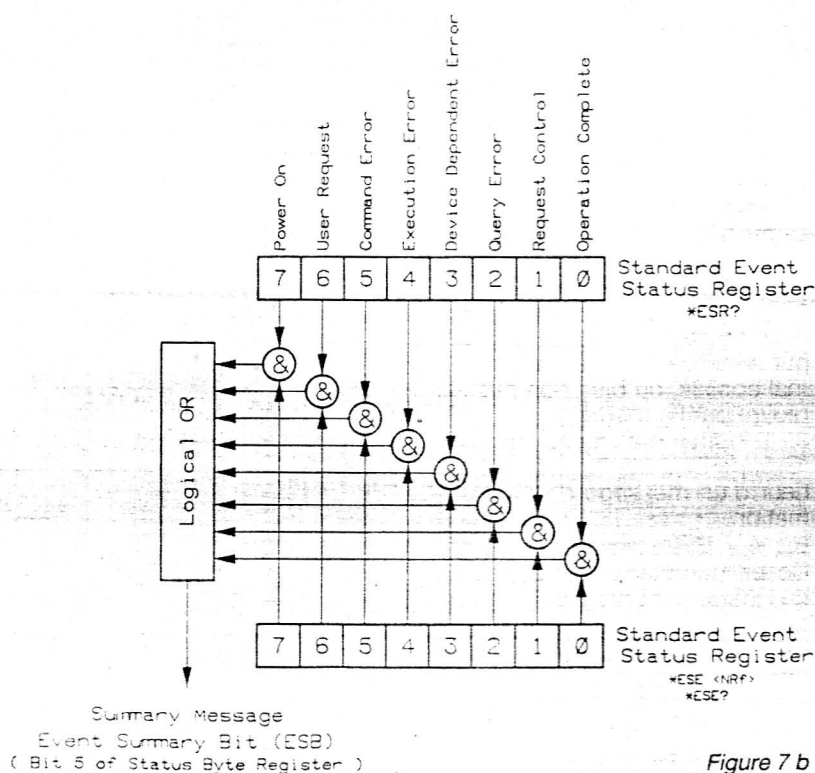 Power On
User Request
Command Error
Execution Error
Device Dependent Error
Query Error
Request Control
Operation Complete
7 6 5 4 3 2 1 0
Standard Event
Status Register
*ESR?
&
&
&
&
&
&
&
&
Logical OR
7 6 5 4 3 2 1 0
Standard Event
Status Register
*ESE <NRf>
*ESE?
Summary Message
Event Summary Bit (ESB)
( Bit 5 of Status Byte Register )
Figure 7 b